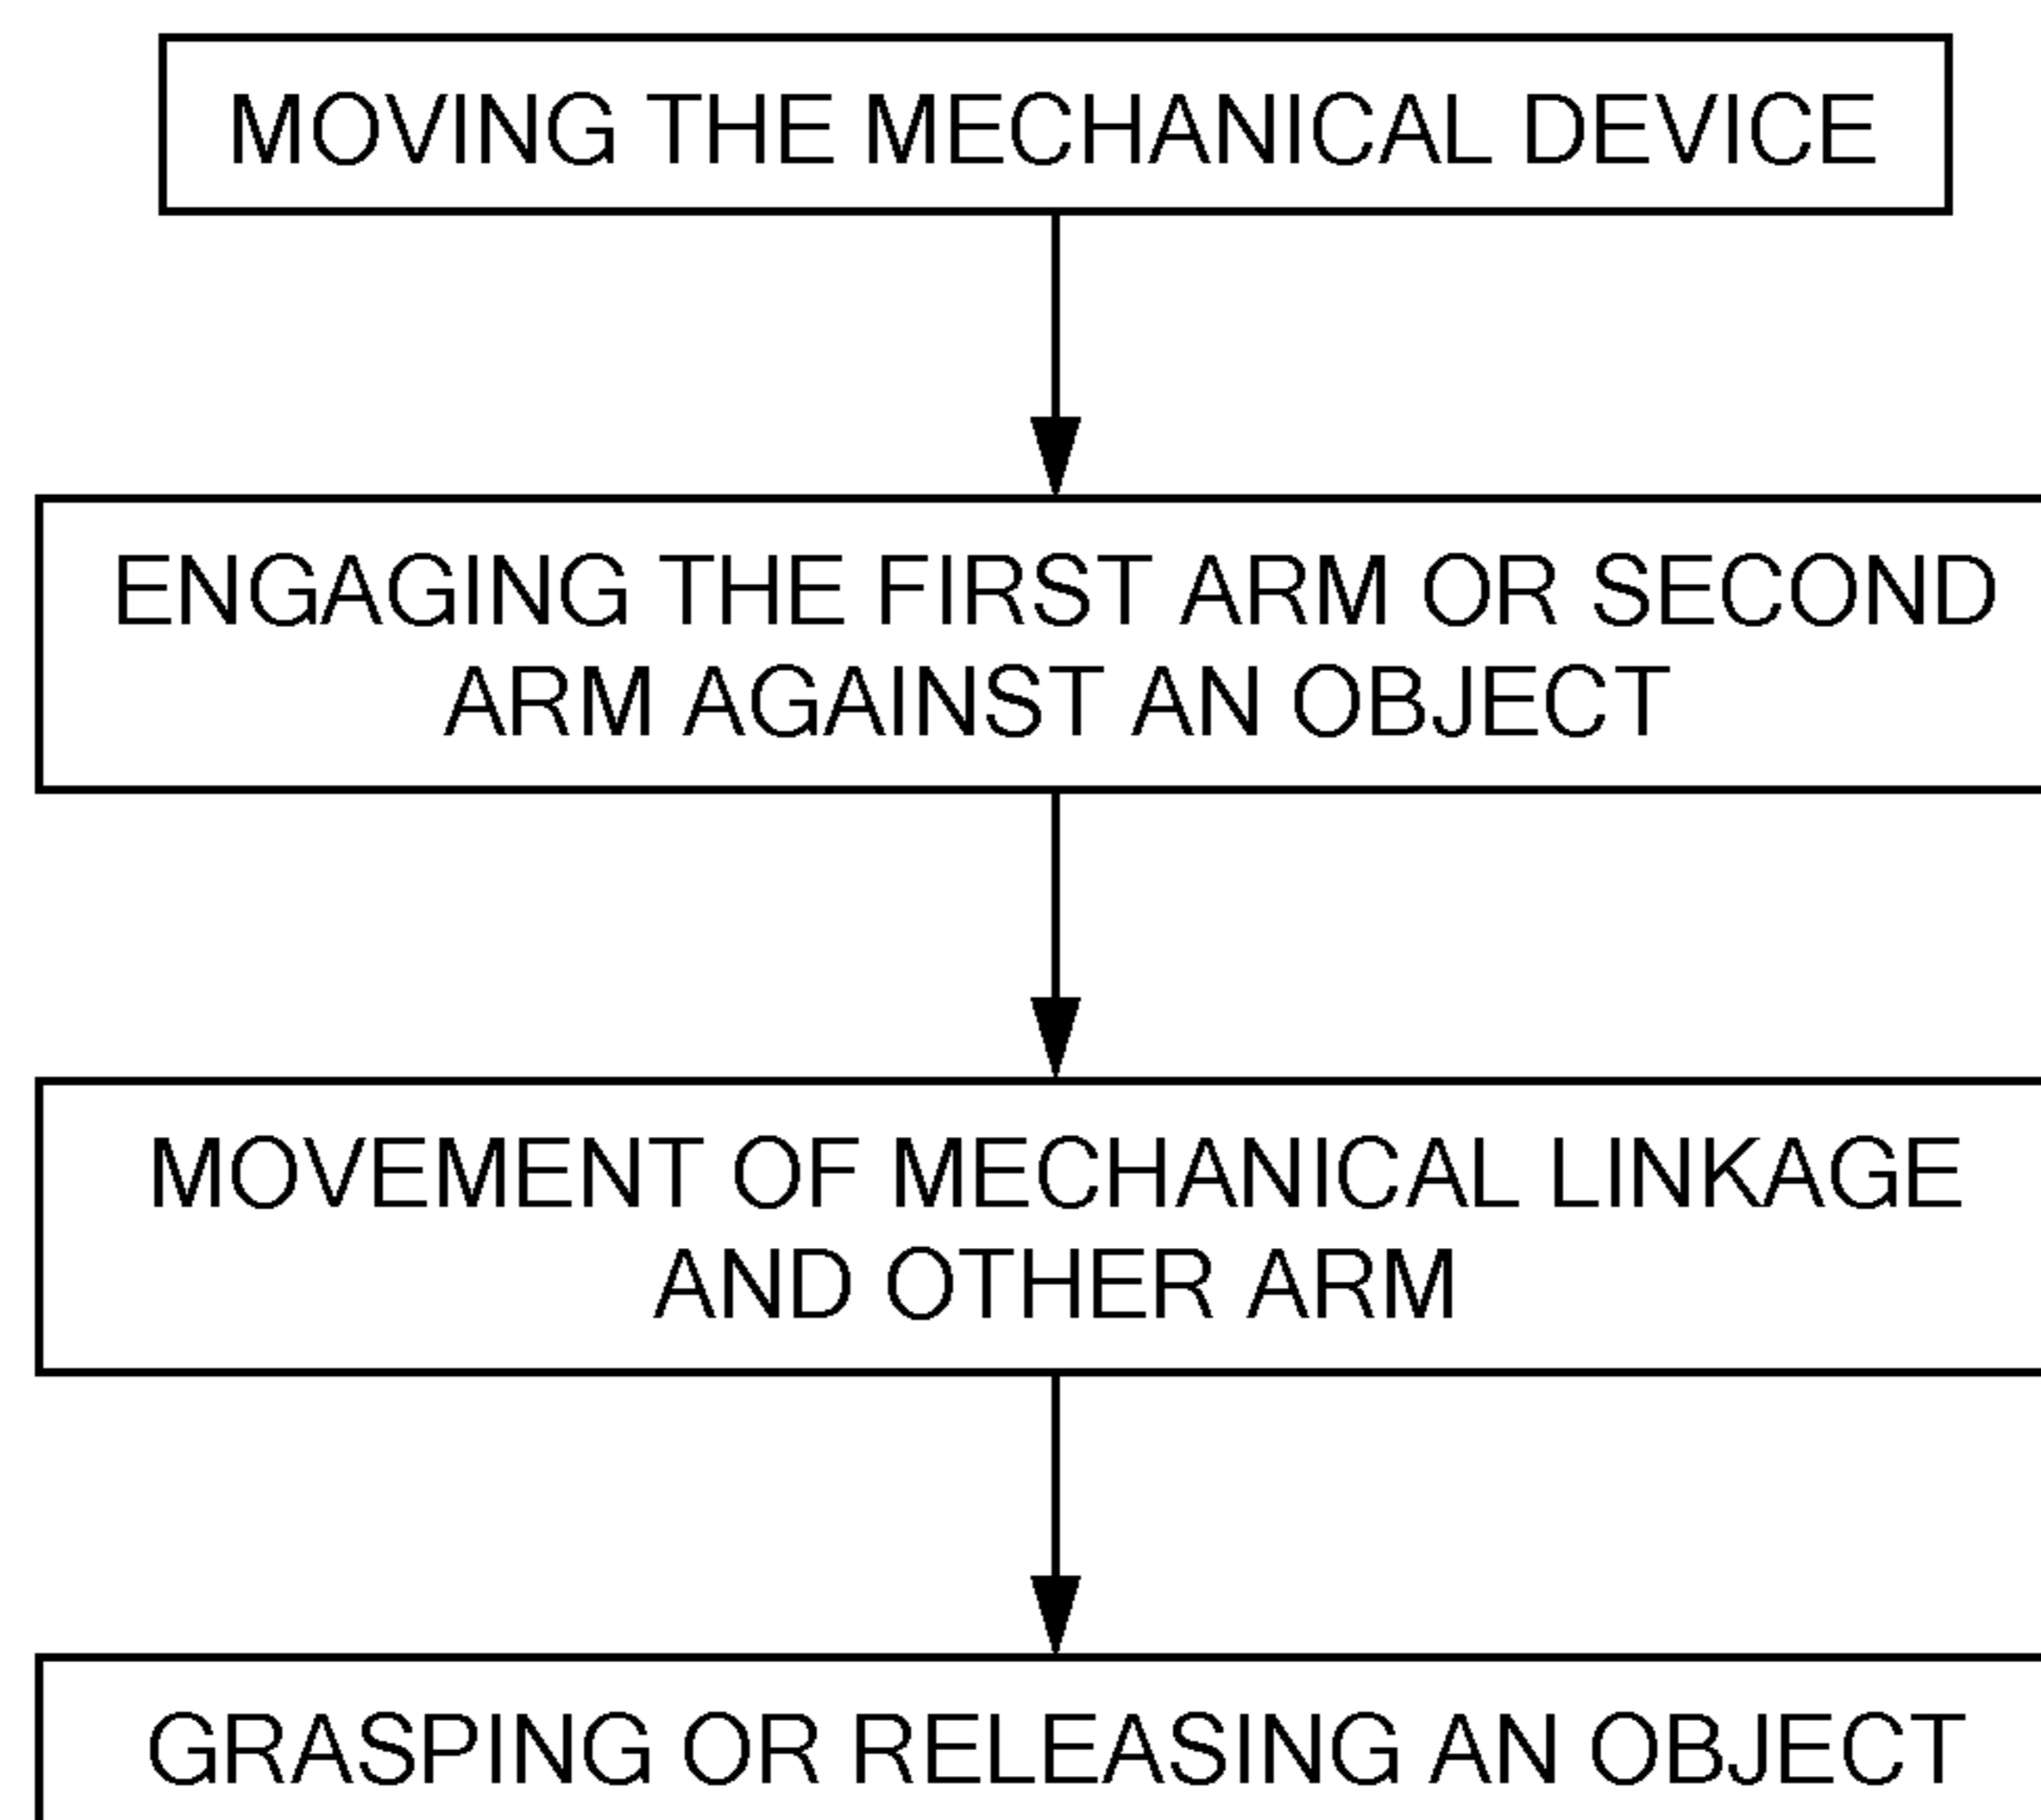 MOVING THE MECHANICAL DEVICE
ENGAGING THE FIRST ARM OR SECOND
ARM AGAINST AN OBJECT
MOVEMENT OF MECHANICAL LINKAGE
AND OTHER ARM
GRASPING OR RELEASING AN OBJECT